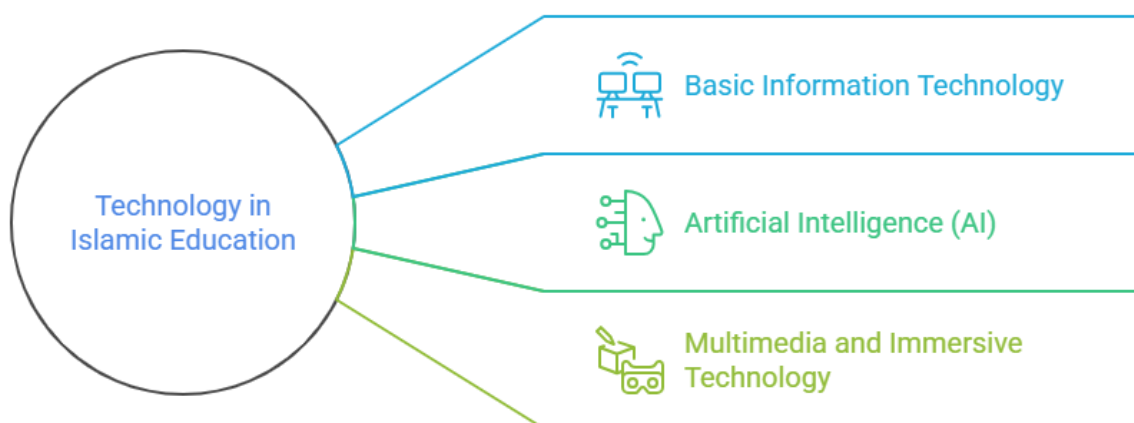 Technology in
Islamic Education
Basic Information Technology
Artificial Intelligence (AI)
Multimedia and Immersive
Technology